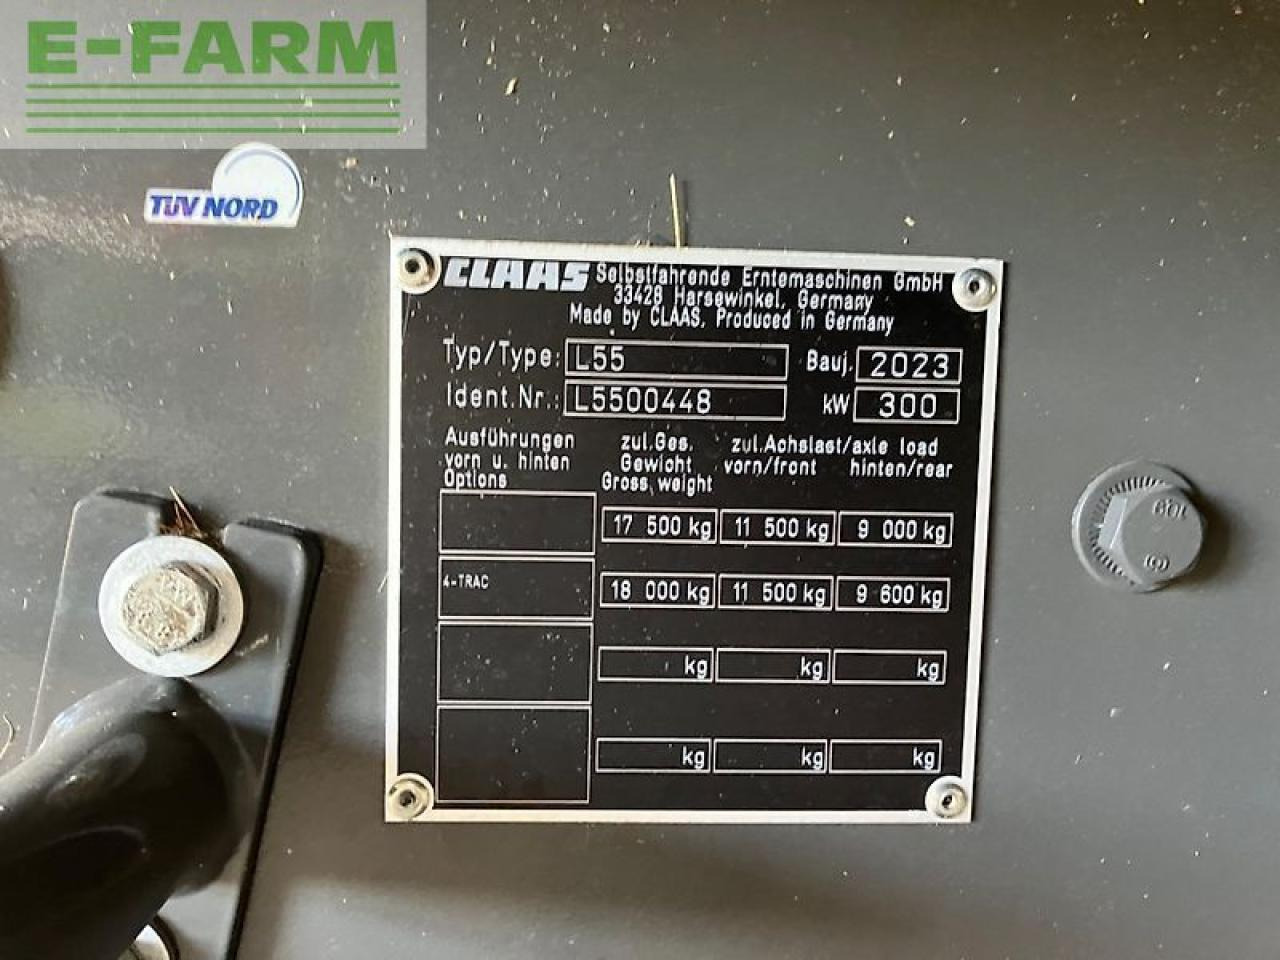 E-FARM
TÜV NORD
CLAAS Selbstfahrende Erntemaschinen GmbH
33428 Harsewinkel, Germany
Made by CLAAS, Produced in Germany
Typ/Type: L55 Bauj. 2023
Ident.Nr.: L5500448 kW 300
Ausführungen zul.Ges. zul.Achslast/axle load
vorn u. hinten Gewicht vorn/front hinten/rear
Options Gross weight
17 500 kg 11 500 kg 9 000 kg
4-TRAC 18 000 kg 11 500 kg 9 600 kg
kg kg kg
kg kg kg